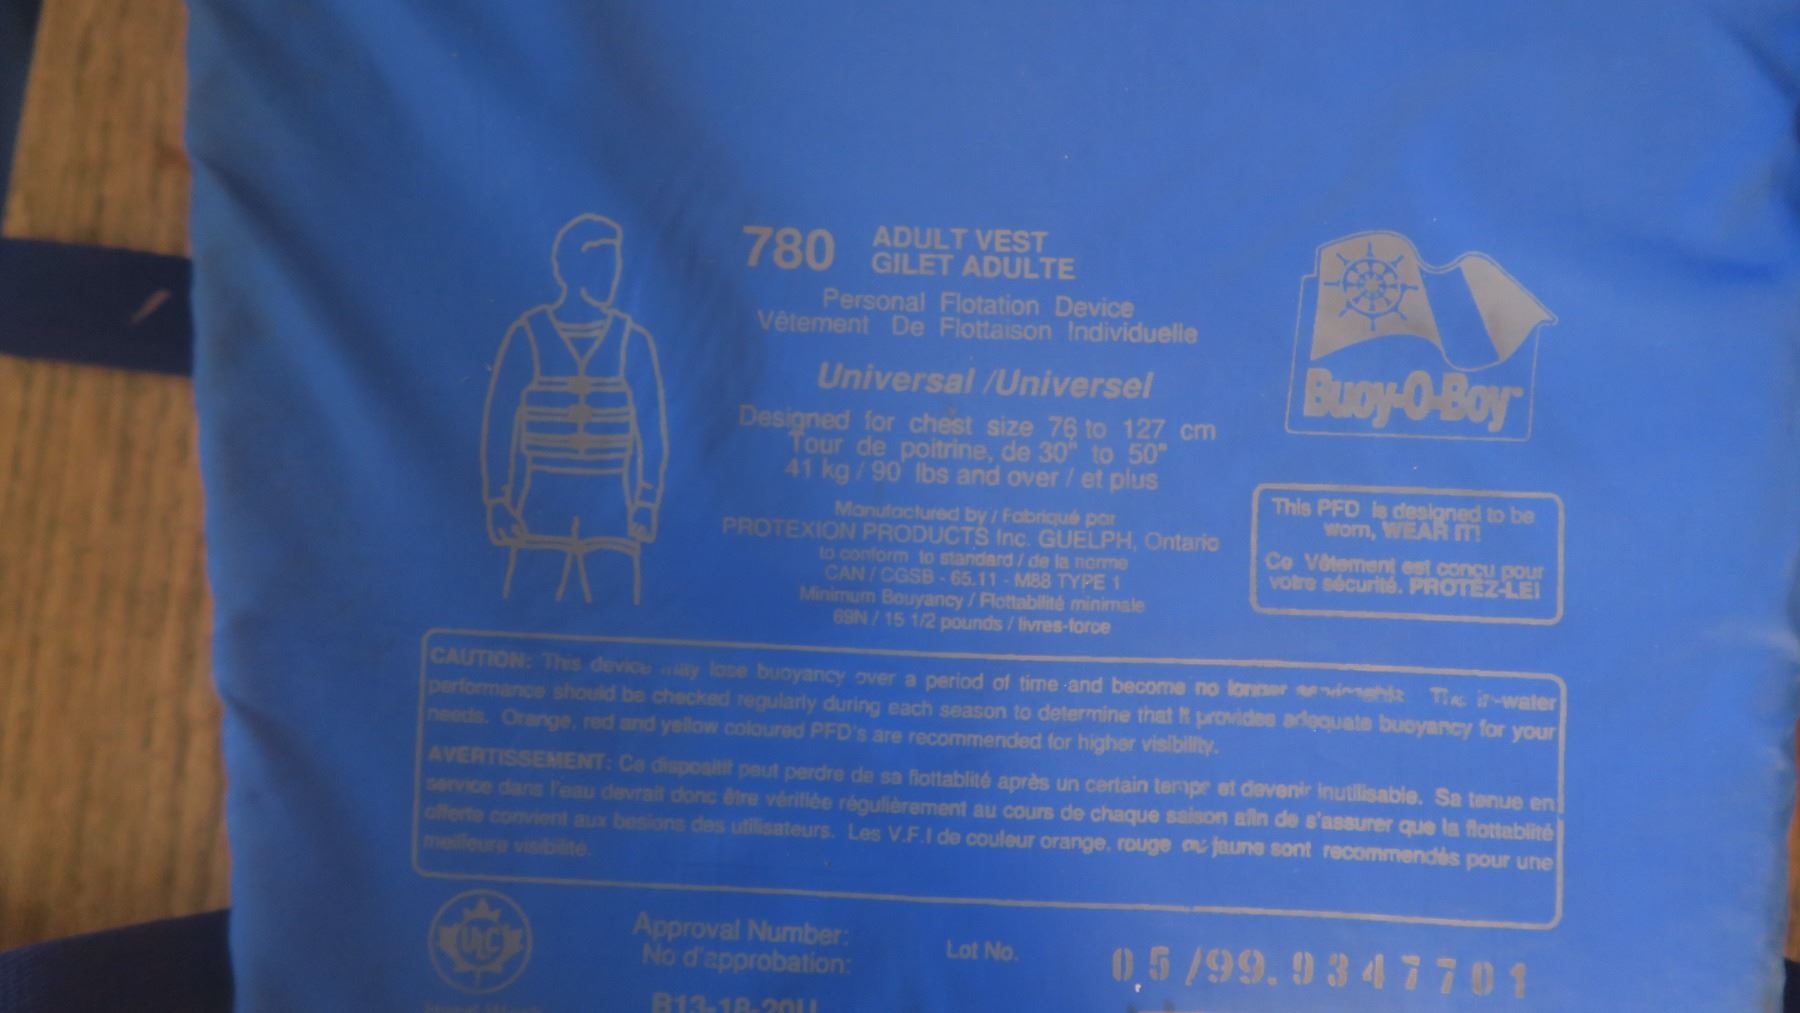 780
ADULT VEST
GILET ADULTE
Personal Flotation Device
Vêtement De Flottaison Individuelle
Universal /Universel
Designed for chest size 76 to 127 cm
Tour de poitrine, de 30" to 50"
41 kg / 90 lbs and over / et plus
Manufactured by / Fabriqué par
PROTEXION PRODUCTS Inc. GUELPH, Ontario
to conform to standard / de la norme
CAN / CGSB - 65.11 - M88 TYPE 1
Minimum Bouyancy / Flottabilité minimale
69N / 15 1/2 pounds / livres-force
Buoy-O-Boy
This PFD is designed to be
worn, WEAR IT!
Ce Vêtement est conçu pour
votre sécurité. PROTÉZ-LE!
CAUTION: This device may lose buoyancy over a period of time and become no longer The in-water
performance should be checked regularly during each season to determine that it provides adequate buoyancy for your
needs. Orange, red and yellow coloured PFD's are recommended for higher visibility.
AVERTISSEMENT: Ce dispositif peut perdre de sa flottablité après un certain temps et devenir inutilisable. Sa tenue en
service dans l'eau devrait donc être vérifiée régulièrement au cours de chaque saison afin de s'assurer que la flottablité
offerte convient aux besions des utilisateurs. Les V.F.I de couleur orange, rouge ou jaune sont recommendés pour une
meilleure visibilité.
ULC
Approval Number:
No d'approbation:
Lot No.
05/99.9347701